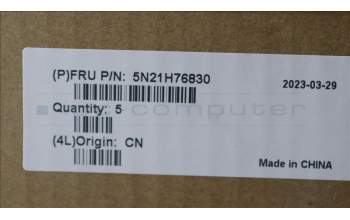 (P)FRU P/N: 5N21H76830
2023-03-29
Quantity: 5
computer
(4L)Origin: CN
Made in CHINA